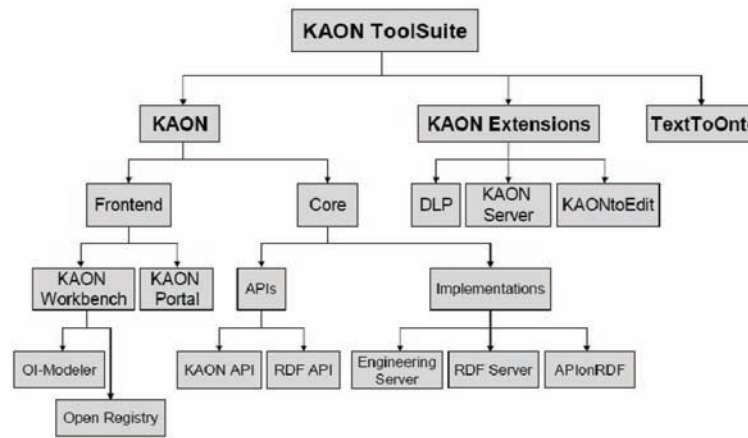 KAON ToolSuite
KAON
KAON Extensions
TextToOnto
Frontend
Core
DLP
KAON
Server
KAONtoEdit
KAON
Workbench
KAON
Portal
APIs
Implementations
OI-Modeler
KAON API
RDF API
Engineering
Server
RDF Server
APIonRDF
Open Registry